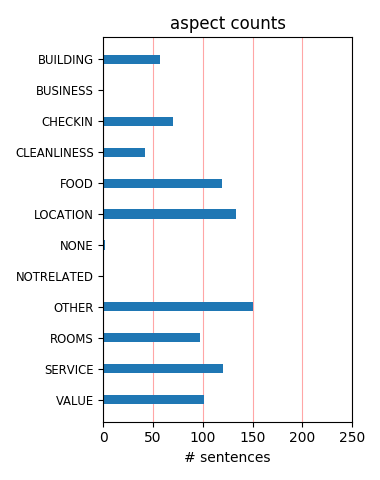 aspect counts
BUILDING
BUSINESS
CHECKIN
CLEANLINESS
FOOD
LOCATION
NONE
NOTRELATED
OTHER
ROOMS
SERVICE
VALUE
0 50 100 150 200 250
# sentences